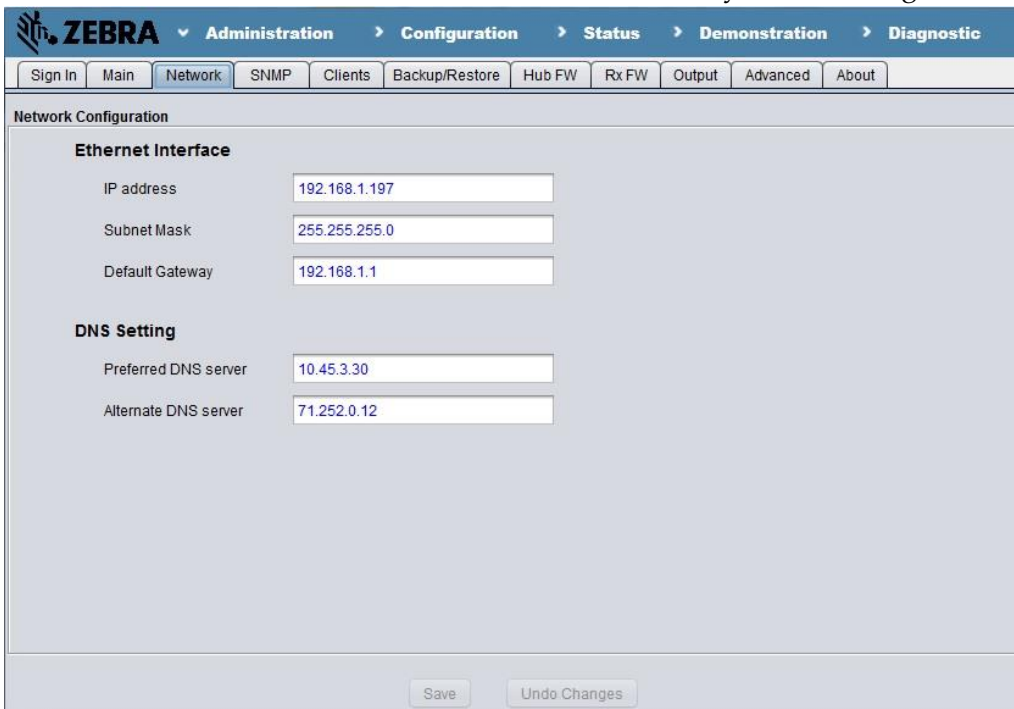 ZEBRA Administration Configuration Status Demonstration Diagnostic
Sign In Main Network SNMP Clients Backup/Restore Hub FW Rx FW Output Advanced About
Network Configuration
Ethernet Interface
IP address 192.168.1.197
Subnet Mask 255.255.255.0
Default Gateway 192.168.1.1
DNS Setting
Preferred DNS server 10.45.3.30
Alternate DNS server 71.252.0.12
Save Undo Changes